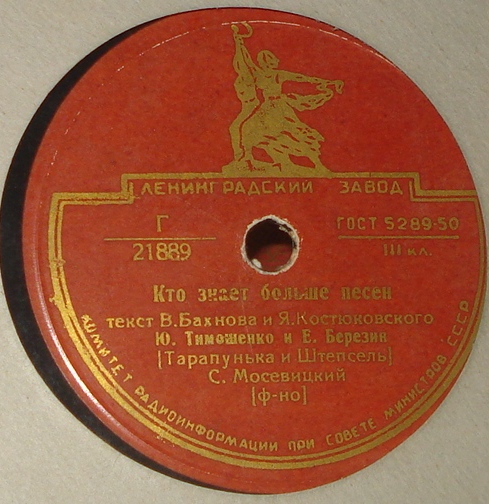 ЛЕНИНГРАДСКИЙ ЗАВОД
Г
21889
ГОСТ 5289-50
III кл.
Кто знает больше песен
текст В.Бахнова и Я.Костюковского
Ю. Тимошенко и Е. Березин
[Тарапунька и Штепсель]
С. Мосевицкий
[ф-но]
КОМИТЕТ РАДИОИНФОРМАЦИИ ПРИ СОВЕТЕ МИНИСТРОВ СССР